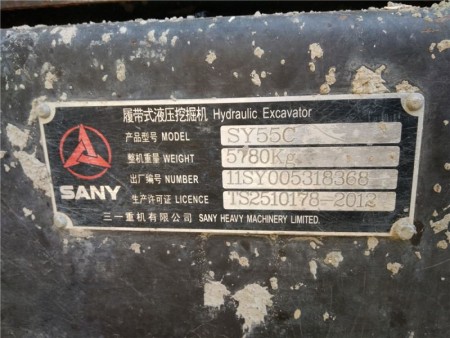 履带式液压挖掘机 Hydraulic Excavator
产品型号 MODEL SY55C
整机重量 WEIGHT 5780Kg
出厂编号 NUMBER 11SY005318368
生产许可证 LICENCE TS2510178-2012
SANY
三一重机有限公司 SANY HEAVY MACHINERY LIMITED.